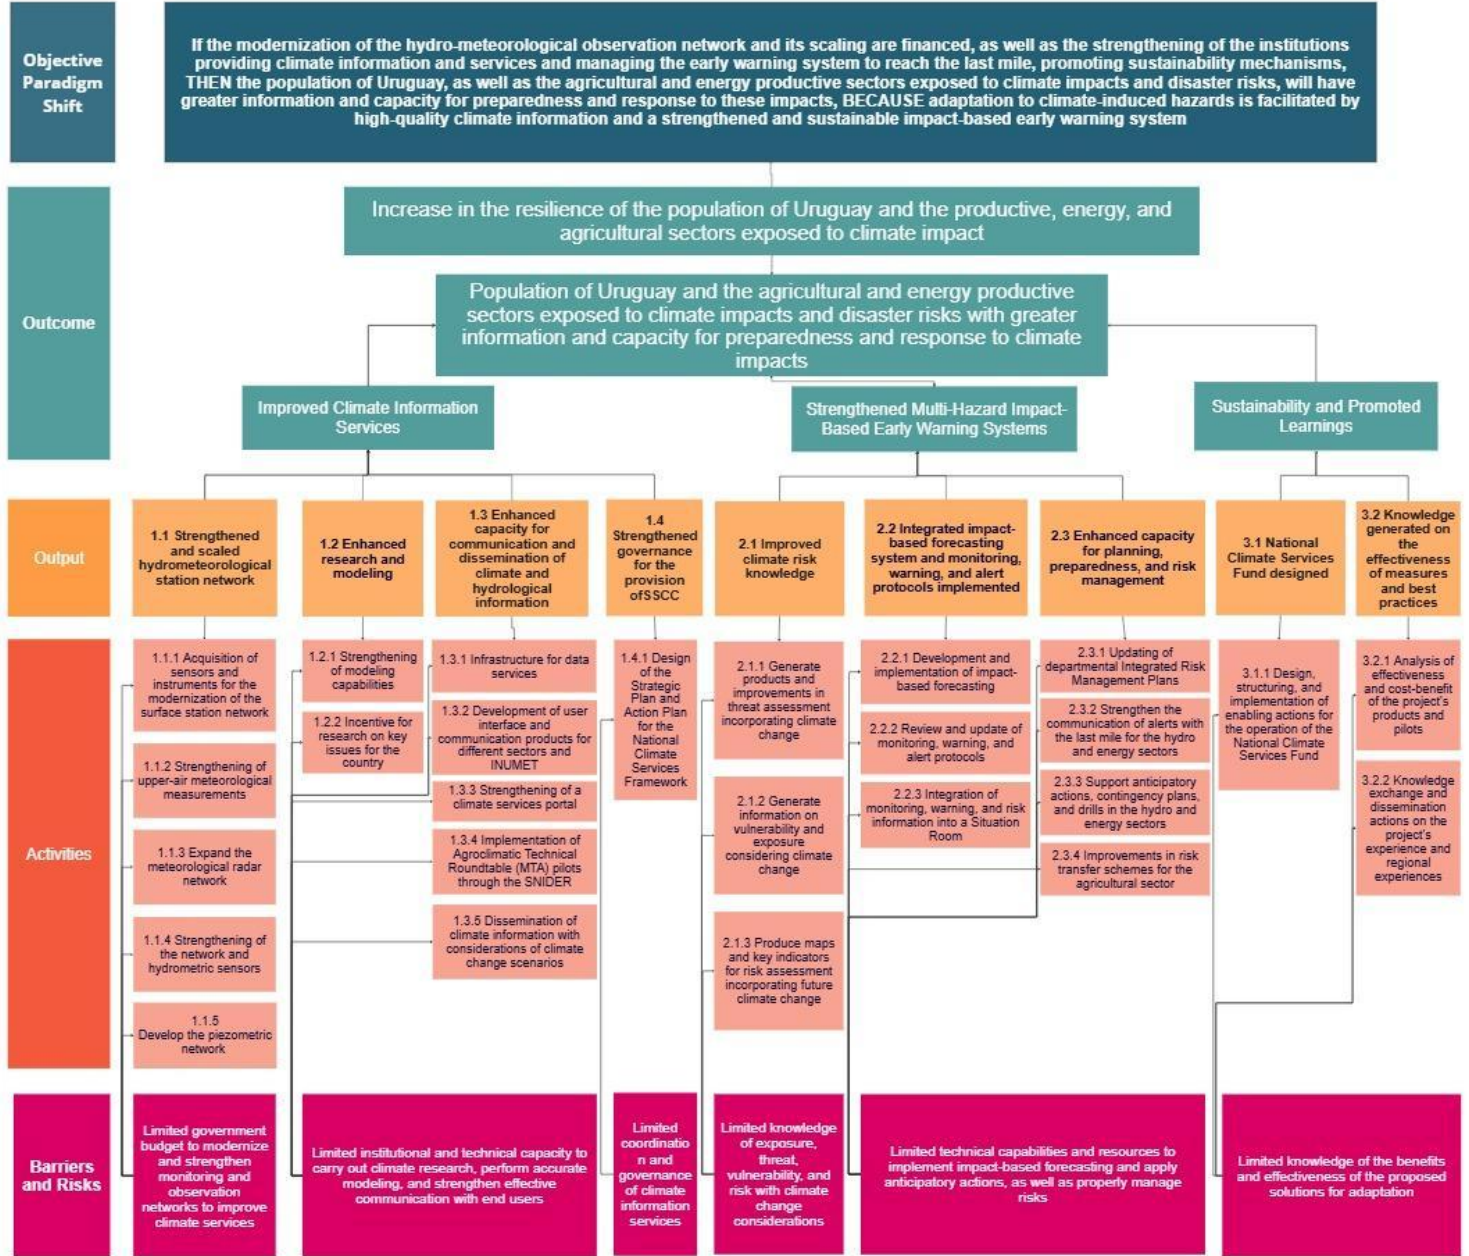 Objective
Paradigm
Shift
If the modernization of the hydro-meteorological observation network and its scaling are financed, as well as the strengthening of the institutions
providing climate information and services and managing the early warning system to reach the last mile, promoting sustainability mechanisms,
THEN the population of Uruguay, as well as the agricultural and energy productive sectors exposed to climate impacts and disaster risks, will have
greater information and capacity for preparedness and response to these impacts, BECAUSE adaptation to climate-induced hazards is facilitated by
high-quality climate information and a strengthened and sustainable impact-based early warning system
Outcome
Increase in the resilience of the population of Uruguay and the productive, energy, and
agricultural sectors exposed to climate impact
Population of Uruguay and the agricultural and energy productive
sectors exposed to climate impacts and disaster risks with greater
information and capacity for preparedness and response to climate
impacts
Improved Climate Information
Services
Strengthened Multi-Hazard Impact-
Based Early Warning Systems
Sustainability and Promoted
Learnings
Output
1.1 Strengthened
and scaled
hydrometeorological
station network
1.2 Enhanced
research and
modeling
1.3 Enhanced
capacity for
communication and
dissemination of
climate and
hydrological
information
1.4
Strengthened
governance
for the
provision
ofSSCC
2.1 Improved
climate risk
knowledge
2.2 Integrated impact-
based forecasting
system and monitoring,
warning, and alert
protocols implemented
2.3 Enhanced capacity
for planning,
preparedness, and risk
management
3.1 National
Climate Services
Fund designed
3.2 Knowledge
generated on
the
effectiveness
of measures
and best
practices
Activities
1.1.1 Acquisition of
sensors and
instruments for the
modernization of the
surface station network
1.1.2 Strengthening of
upper-air meteorological
measurements
1.1.3 Expand the
meteorological radar
network
1.1.4 Strengthening of
the network and
hydrometric sensors
1.1.5
Develop the piezometric
network
1.2.1 Strengthening
of modeling
capabilities
1.2.2 Incentive for
research on key
issues for the
country
1.3.1 Infrastructure for data
services
1.3.2 Development of user
interface and
communication products for
different sectors and
INUMET
1.3.3 Strengthening of a
climate services portal
1.3.4 Implementation of
Agroclimatic Technical
Roundtable (MTA) pilots
through the SNIDER
1.3.5 Dissemination of
climate information with
considerations of climate
change scenarios
1.4.1 Design
of the
Strategic
Plan and
Action Plan
for the
National
Climate
Services
Framework
2.1.1 Generate
products and
improvements in
threat assessment
incorporating climate
change
2.1.2 Generate
information on
vulnerability and
exposure
considering climate
change
2.1.3 Produce maps
and key indicators
for risk assessment
incorporating future
climate change
2.2.1 Development and
implementation of impact-
based forecasting
2.2.2 Review and update of
monitoring, warning, and
alert protocols
2.2.3 Integration of
monitoring, warning, and risk
information into a Situation
Room
2.3.1 Updating of
departmental Integrated Risk
Management Plans
2.3.2 Strengthen the
communication of alerts with
the last mile for the hydro
and energy sectors
2.3.3 Support anticipatory
actions, contingency plans,
and drills in the hydro and
energy sectors
2.3.4 Improvements in risk
transfer schemes for the
agricultural sector
3.1.1 Design,
structuring, and
implementation of
enabling actions for
the operation of the
National Climate
Services Fund
3.2.1 Analysis of
effectiveness
and cost-benefit
of the project's
products and
pilots
3.2.2 Knowledge
exchange and
dissemination
actions on the
project's
experience and
regional
experiences
Barriers
and Risks
Limited government
budget to modernize
and strengthen
monitoring and
observation
networks to improve
climate services
Limited institutional and technical capacity to
carry out climate research, perform accurate
modeling, and strengthen effective
communication with end users
Limited
coordinatio
n and
governance
of climate
information
services
Limited knowledge
of exposure,
threat,
vulnerability, and
risk with climate
change
considerations
Limited technical capabilities and resources to
implement impact-based forecasting and apply
anticipatory actions, as well as properly manage
risks
Limited knowledge of the benefits
and effectiveness of the proposed
solutions for adaptation